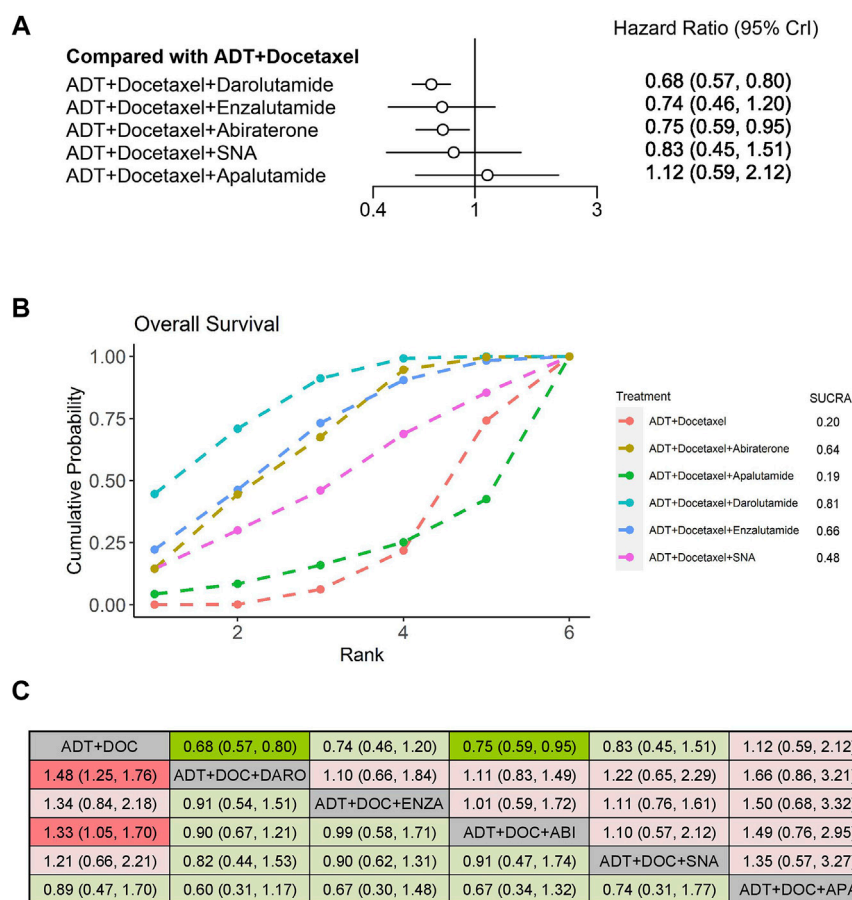 A
Hazard Ratio (95% CrI)
Compared with ADT+Docetaxel
ADT+Docetaxel+Darolutamide 0.68 (0.57, 0.80)
ADT+Docetaxel+Enzalutamide 0.74 (0.46, 1.20)
ADT+Docetaxel+Abiraterone 0.75 (0.59, 0.95)
ADT+Docetaxel+SNA 0.83 (0.45, 1.51)
ADT+Docetaxel+Apalutamide 1.12 (0.59, 2.12)
0.4 1 3
B
Overall Survival
1.00
0.75
0.50
0.25
0.00
Cumulative Probability
2 4 6
Rank
Treatment SUCRA
ADT+Docetaxel 0.20
ADT+Docetaxel+Abiraterone 0.64
ADT+Docetaxel+Apalutamide 0.19
ADT+Docetaxel+Darolutamide 0.81
ADT+Docetaxel+Enzalutamide 0.66
ADT+Docetaxel+SNA 0.48
C
ADT+DOC 0.68 (0.57, 0.80) 0.74 (0.46, 1.20) 0.75 (0.59, 0.95) 0.83 (0.45, 1.51) 1.12 (0.59, 2.12
1.48 (1.25, 1.76) ADT+DOC+DARO 1.10 (0.66, 1.84) 1.11 (0.83, 1.49) 1.22 (0.65, 2.29) 1.66 (0.86, 3.21
1.34 (0.84, 2.18) 0.91 (0.54, 1.51) ADT+DOC+ENZA 1.01 (0.59, 1.72) 1.11 (0.76, 1.61) 1.50 (0.68, 3.32
1.33 (1.05, 1.70) 0.90 (0.67, 1.21) 0.99 (0.58, 1.71) ADT+DOC+ABI 1.10 (0.57, 2.12) 1.49 (0.76, 2.95
1.21 (0.66, 2.21) 0.82 (0.44, 1.53) 0.90 (0.62, 1.31) 0.91 (0.47, 1.74) ADT+DOC+SNA 1.35 (0.57, 3.27
0.89 (0.47, 1.70) 0.60 (0.31, 1.17) 0.67 (0.30, 1.48) 0.67 (0.34, 1.32) 0.74 (0.31, 1.77) ADT+DOC+APA